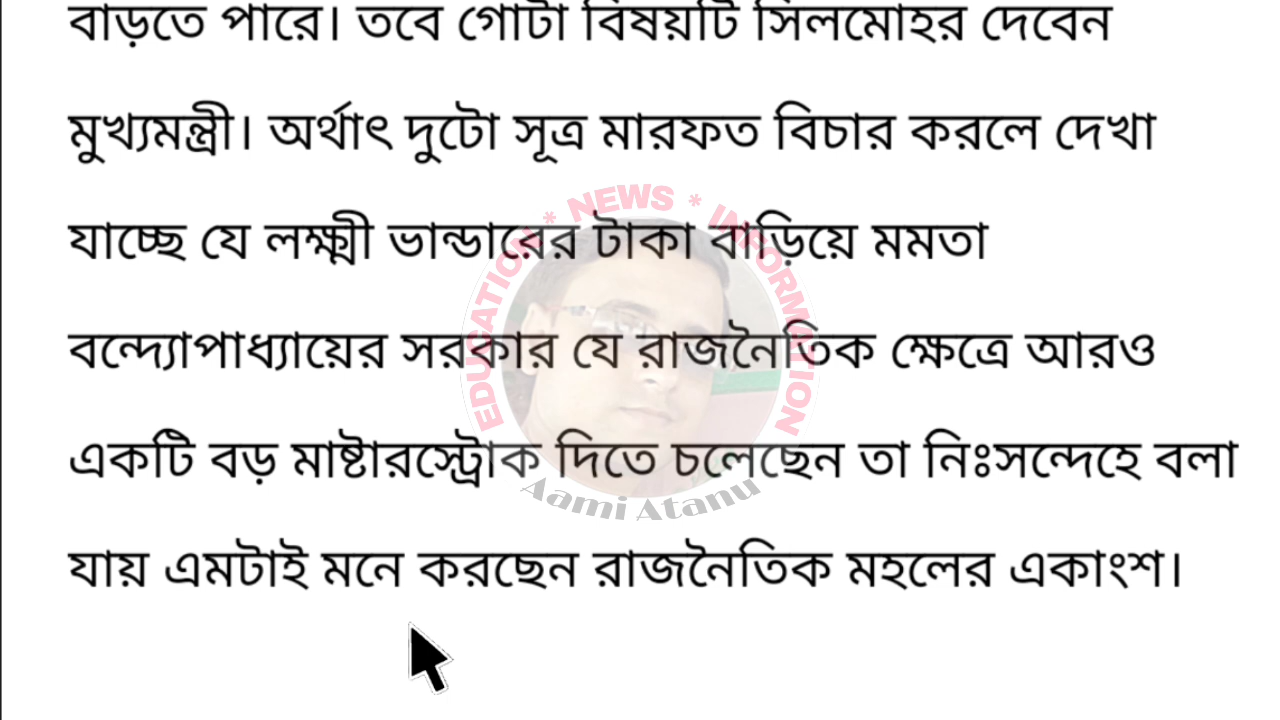 বাড়তে পারে। তবে গোটা বিষয়টি সিলমোহর দেবেন
মুখ্যমন্ত্রী। অর্থাৎ দুটো সূত্র মারফত বিচার করলে দেখা
যাচ্ছে যে লক্ষ্মী ভান্ডারের টাকা বাড়িয়ে মমতা
বন্দ্যোপাধ্যায়ের সরকার যে রাজনৈতিক ক্ষেত্রে আরও
একটি বড় মাষ্টারস্ট্রোক দিতে চলেছেন তা নিঃসন্দেহে বলা
যায় এমটাই মনে করছেন রাজনৈতিক মহলের একাংশ।
EDUCATION * NEWS * INFORMATION
Aami Atanu